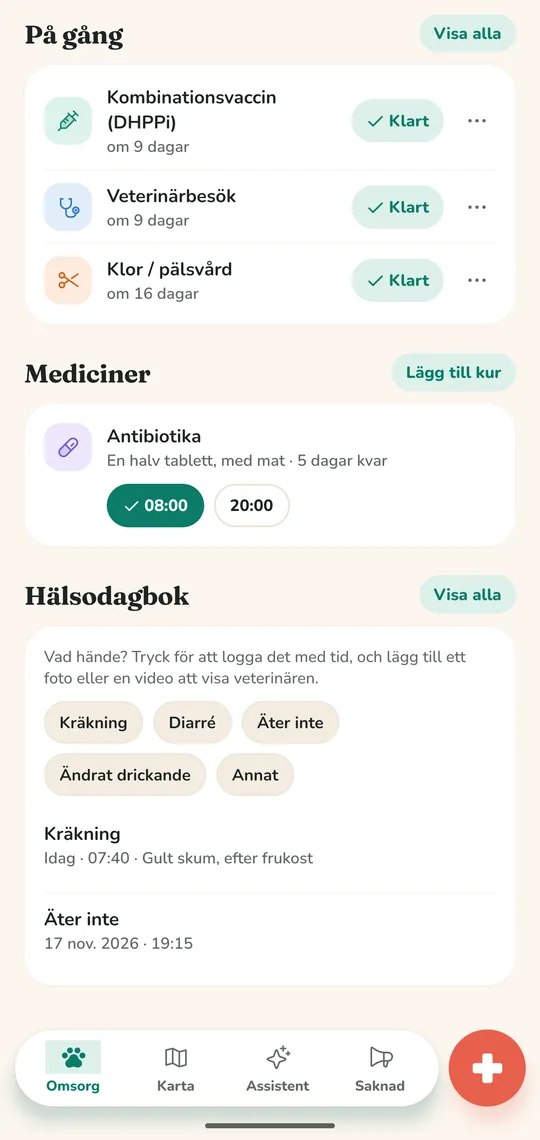 På gång
Visa alla
Kombinationsvaccin
(DHPPi)
om 9 dagar
Klart
Veterinärbesök
om 9 dagar
Klart
Klor / pälsvård
om 16 dagar
Klart
Mediciner
Lägg till kur
Antibiotika
En halv tablett, med mat · 5 dagar kvar
08:00
20:00
Hälsodagbok
Visa alla
Vad hände? Tryck för att logga det med tid, och lägg till ett
foto eller en video att visa veterinären.
Kräkning
Diarré
Äter inte
Ändrat drickande
Annat
Kräkning
Idag · 07:40 · Gult skum, efter frukost
Äter inte
17 nov. 2026 · 19:15
Omsorg
Karta
Assistent
Saknad